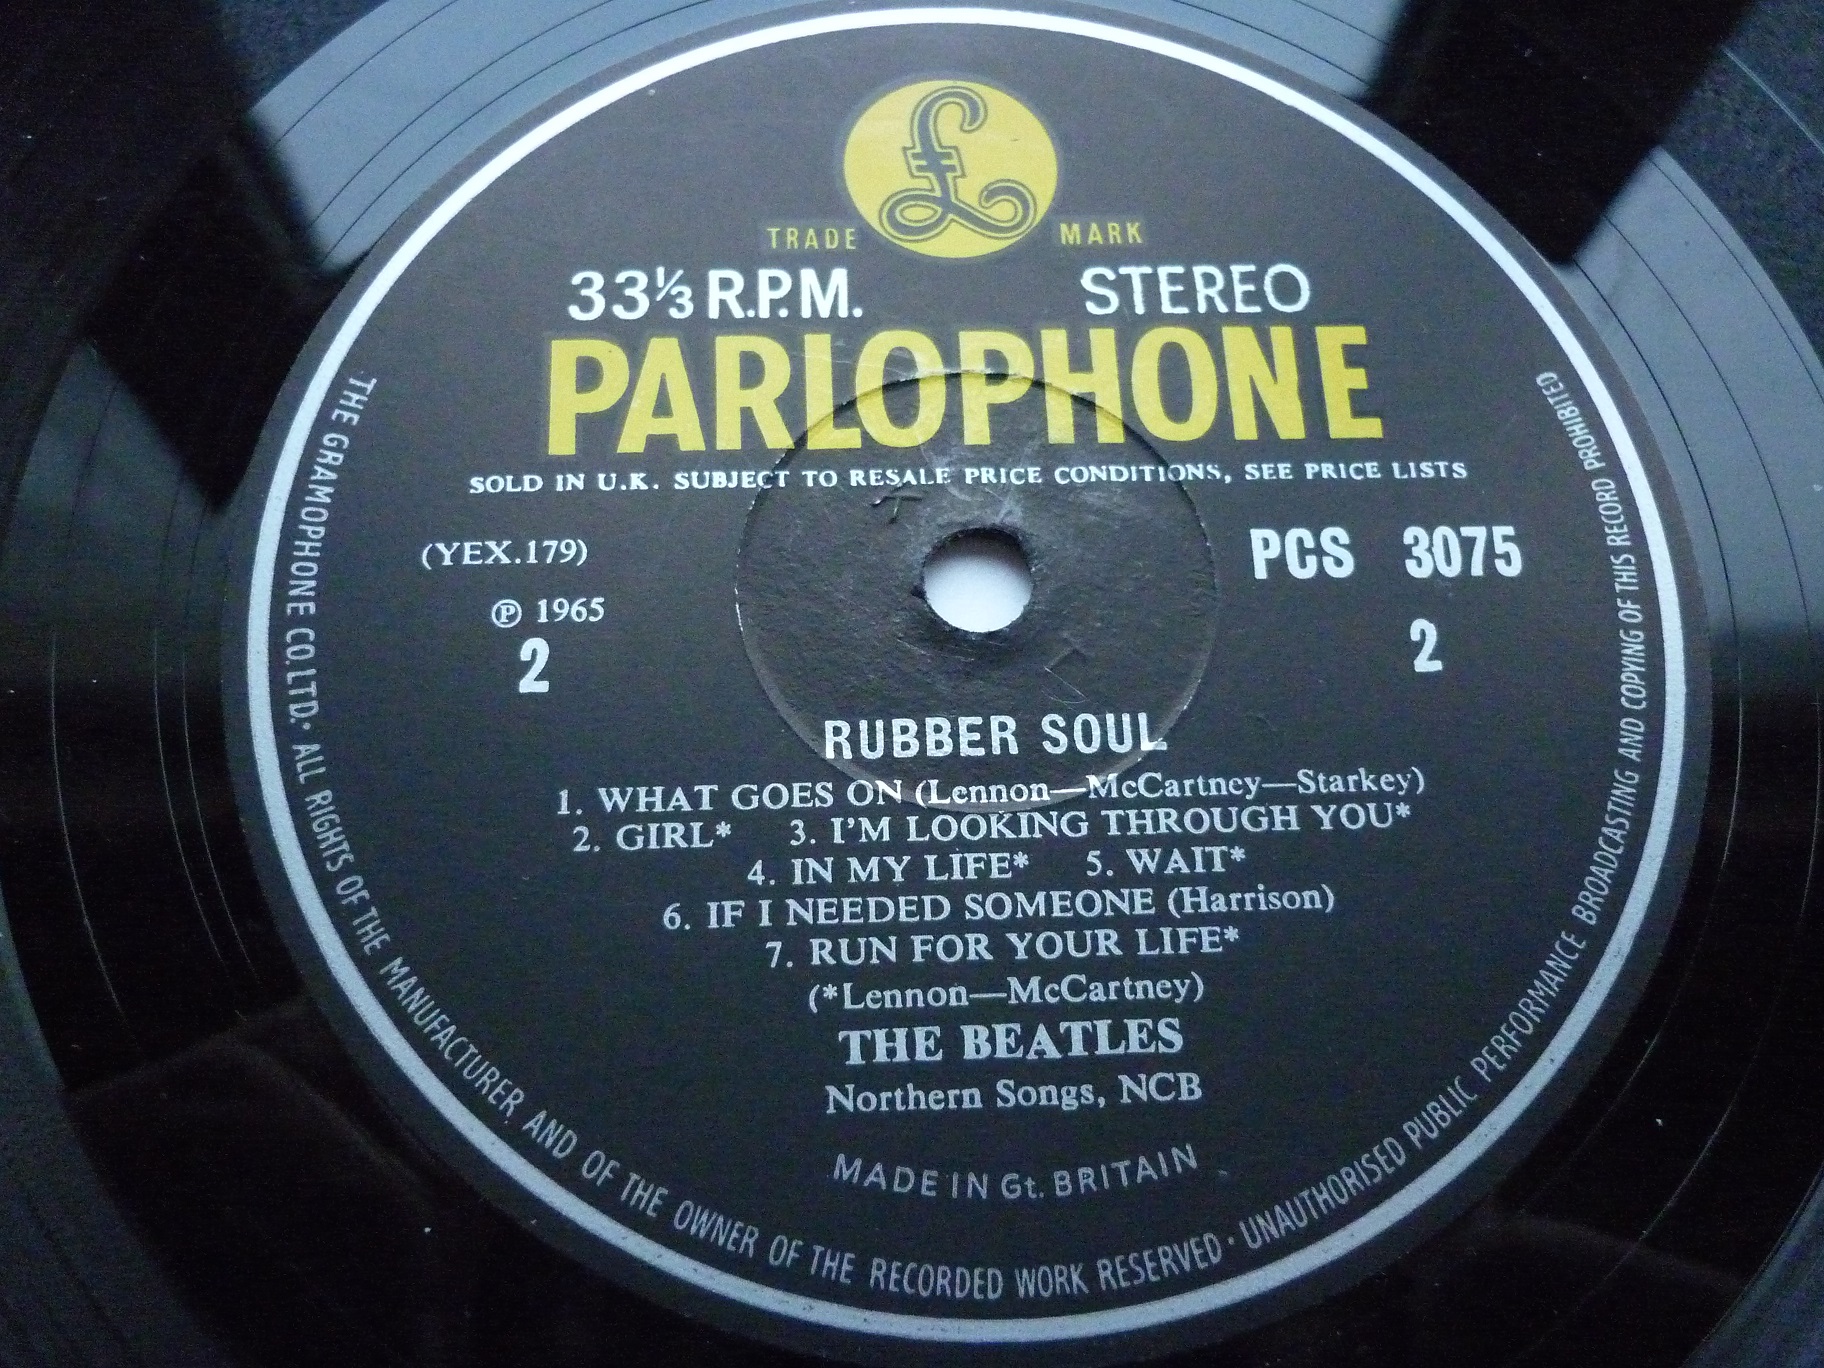 £
TRADE MARK
33⅓ R.P.M. STEREO
PARLOPHONE
SOLD IN U.K. SUBJECT TO RESALE PRICE CONDITIONS, SEE PRICE LISTS
(YEX.179) PCS 3075
℗ 1965
2 2
RUBBER SOUL
1. WHAT GOES ON (Lennon—McCartney—Starkey)
2. GIRL* 3. I'M LOOKING THROUGH YOU*
4. IN MY LIFE* 5. WAIT*
6. IF I NEEDED SOMEONE (Harrison)
7. RUN FOR YOUR LIFE*
(*Lennon—McCartney)
THE BEATLES
Northern Songs, NCB
MADE IN Gt. BRITAIN
THE GRAMOPHONE CO. LTD. · ALL RIGHTS OF THE MANUFACTURER AND OF THE OWNER OF THE RECORDED WORK RESERVED · UNAUTHORISED PUBLIC PERFORMANCE BROADCASTING AND COPYING OF THIS RECORD PROHIBITED